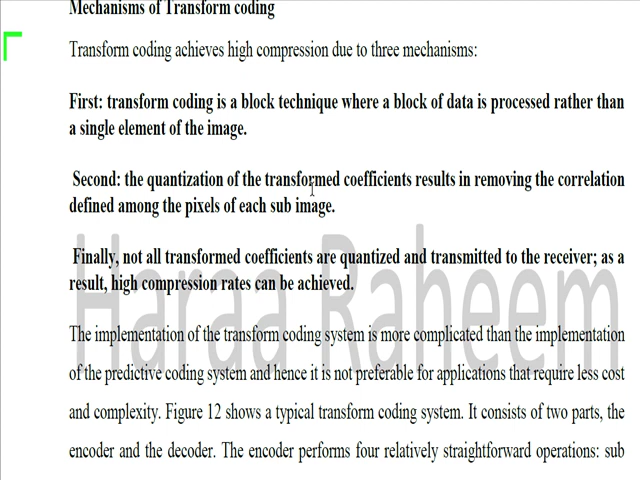 Mechanisms of Transform coding
Transform coding achieves high compression due to three mechanisms:
First: transform coding is a block technique where a block of data is processed rather than
a single element of the image.
Second: the quantization of the transformed coefficients results in removing the correlation
defined among the pixels of each sub image.
Finally, not all transformed coefficients are quantized and transmitted to the receiver; as a
result, high compression rates can be achieved.
Haraa Raheem
The implementation of the transform coding system is more complicated than the implementation
of the predictive coding system and hence it is not preferable for applications that require less cost
and complexity. Figure 12 shows a typical transform coding system. It consists of two parts, the
encoder and the decoder. The encoder performs four relatively straightforward operations: sub